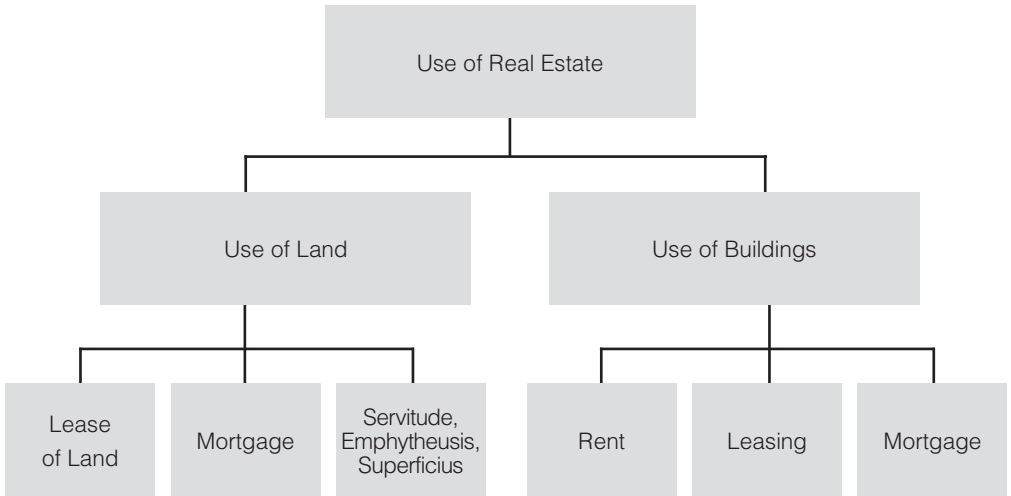 Use of Real Estate
Use of Land
Use of Buildings
Lease
of Land
Mortgage
Servitude,
Emphytheusis,
Superficius
Rent
Leasing
Mortgage